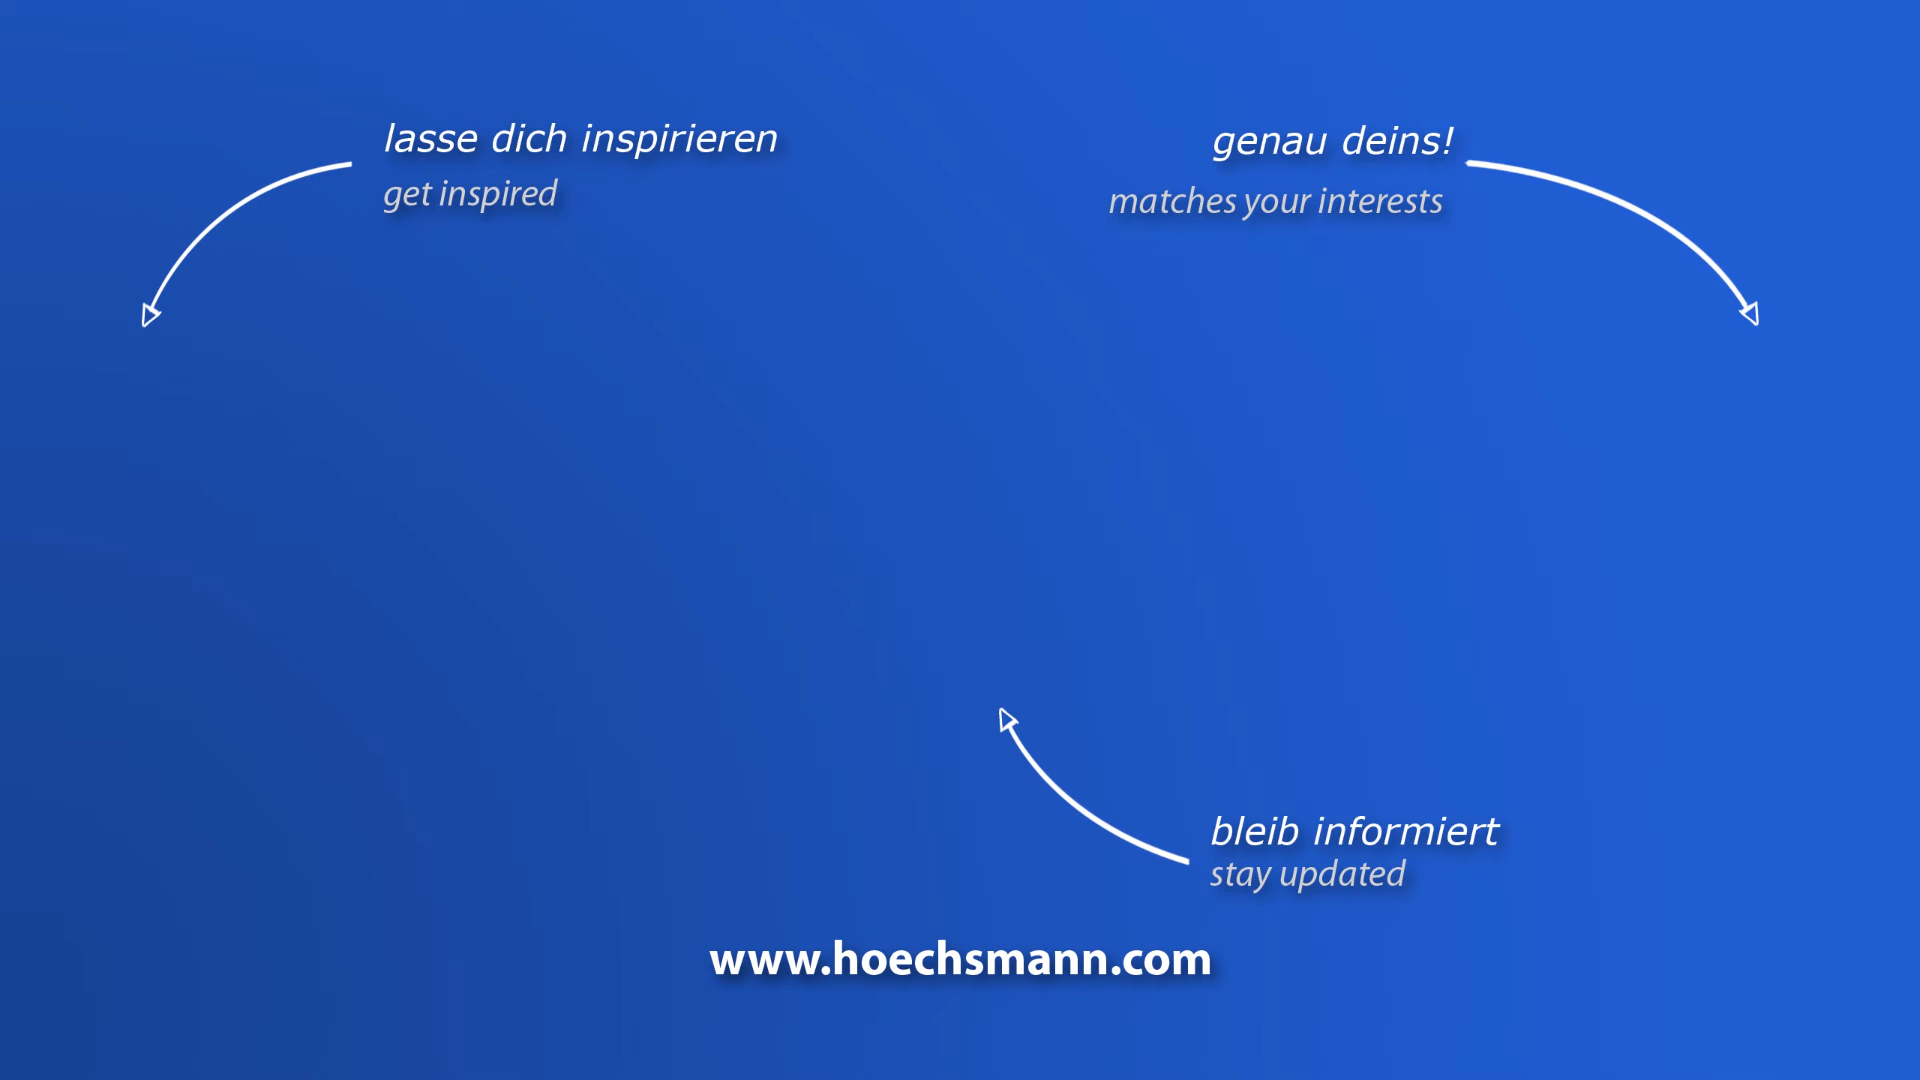 lasse dich inspirieren
get inspired
genau deins!
matches your interests
bleib informiert
stay updated
www.hoechsmann.com